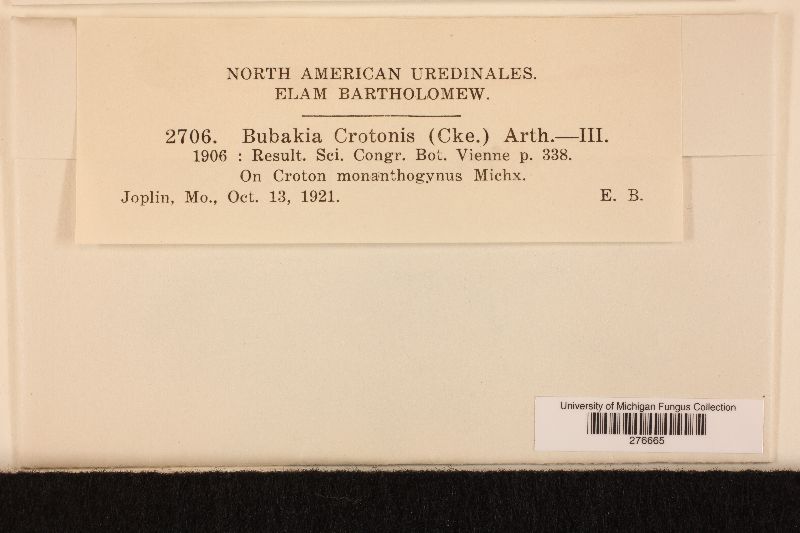 NORTH AMERICAN UREDINALES.
ELAM BARTHOLOMEW.
2706. Bubakia Crotonis (Cke.) Arth.—III.
1906 : Result. Sci. Congr. Bot. Vienne p. 338.
On Croton monanthogynus Michx.
Joplin, Mo., Oct. 13, 1921. E. B.
University of Michigan Fungus Collection
276665